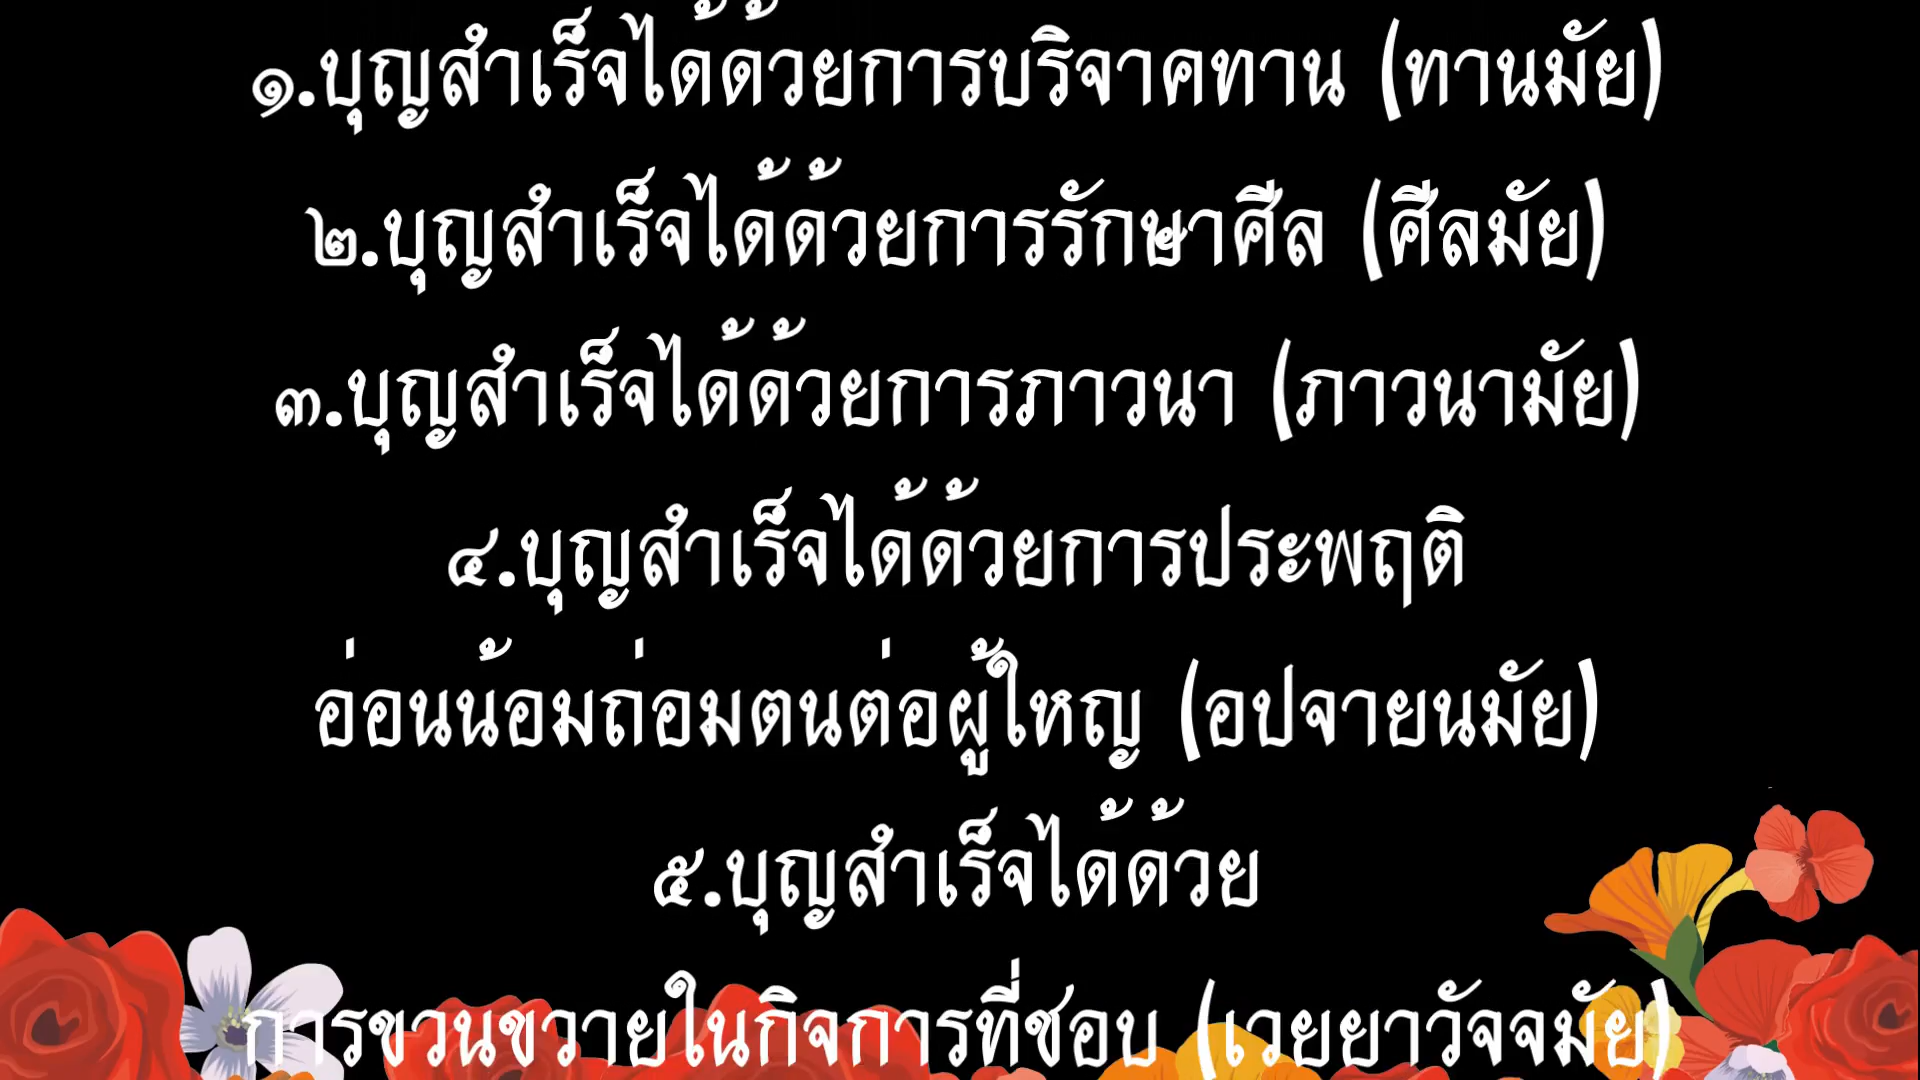 ๑.บุญสำเร็จได้ด้วยการบริจาคทาน (ทานมัย)
๒.บุญสำเร็จได้ด้วยการรักษาศีล (ศีลมัย)
๓.บุญสำเร็จได้ด้วยการภาวนา (ภาวนามัย)
๔.บุญสำเร็จได้ด้วยการประพฤติ
อ่อนน้อมถ่อมตนต่อผู้ใหญ่ (อปจายนมัย)
๕.บุญสำเร็จได้ด้วย
การขวนขวายในกิจการที่ชอบ (เวยยาวัจจมัย)